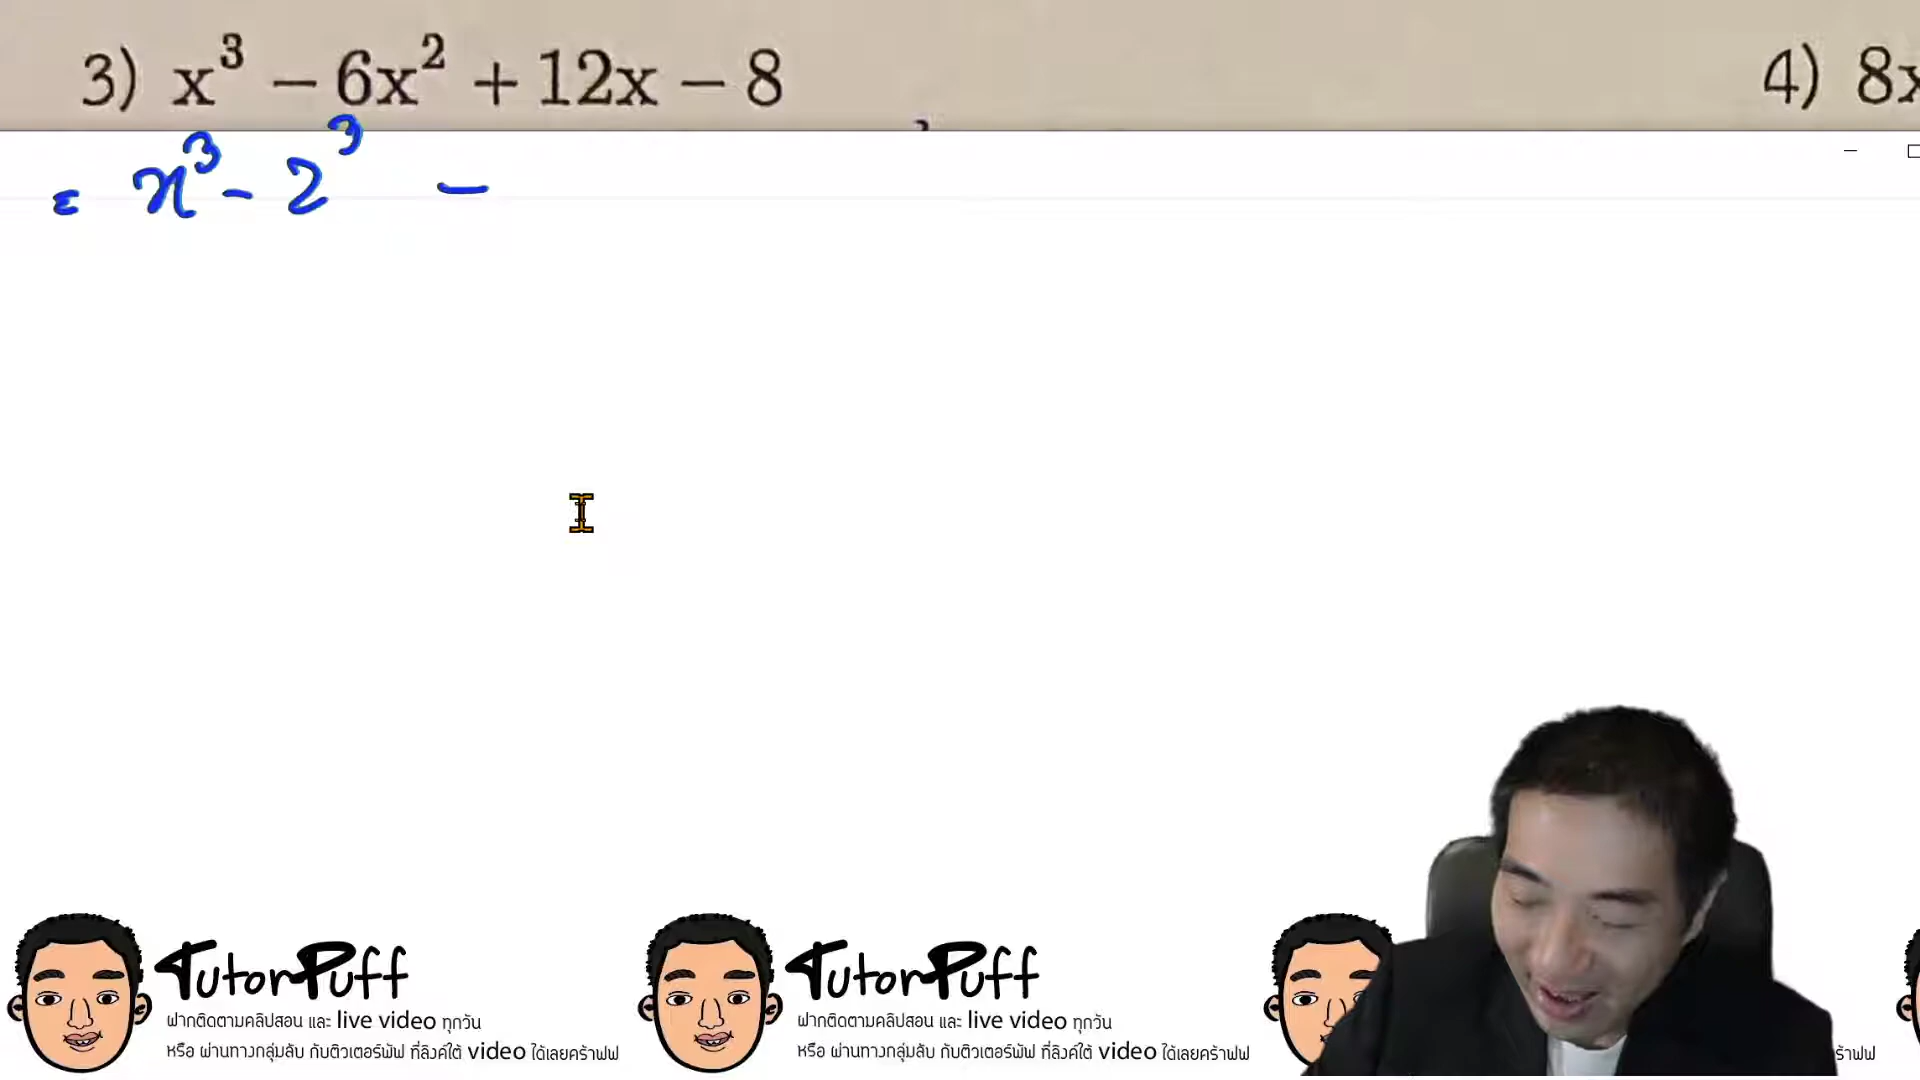 3) x³ − 6x² + 12x − 8
4) 8x
= x³ - 2³ -
TutorPuff
ฝากติดตามคลิปสอน และ live video ทุกวัน
หรือ ผ่านทางกลุ่มลับ กับติวเตอร์พัฟ ที่ลิงค์ใต้ video ได้เลยคร้าฟฟ
TutorPuff
ฝากติดตามคลิปสอน และ live video ทุกวัน
หรือ ผ่านทางกลุ่มลับ กับติวเตอร์พัฟ ที่ลิงค์ใต้ video ได้เลยคร้าฟฟ
ร้าฟฟ